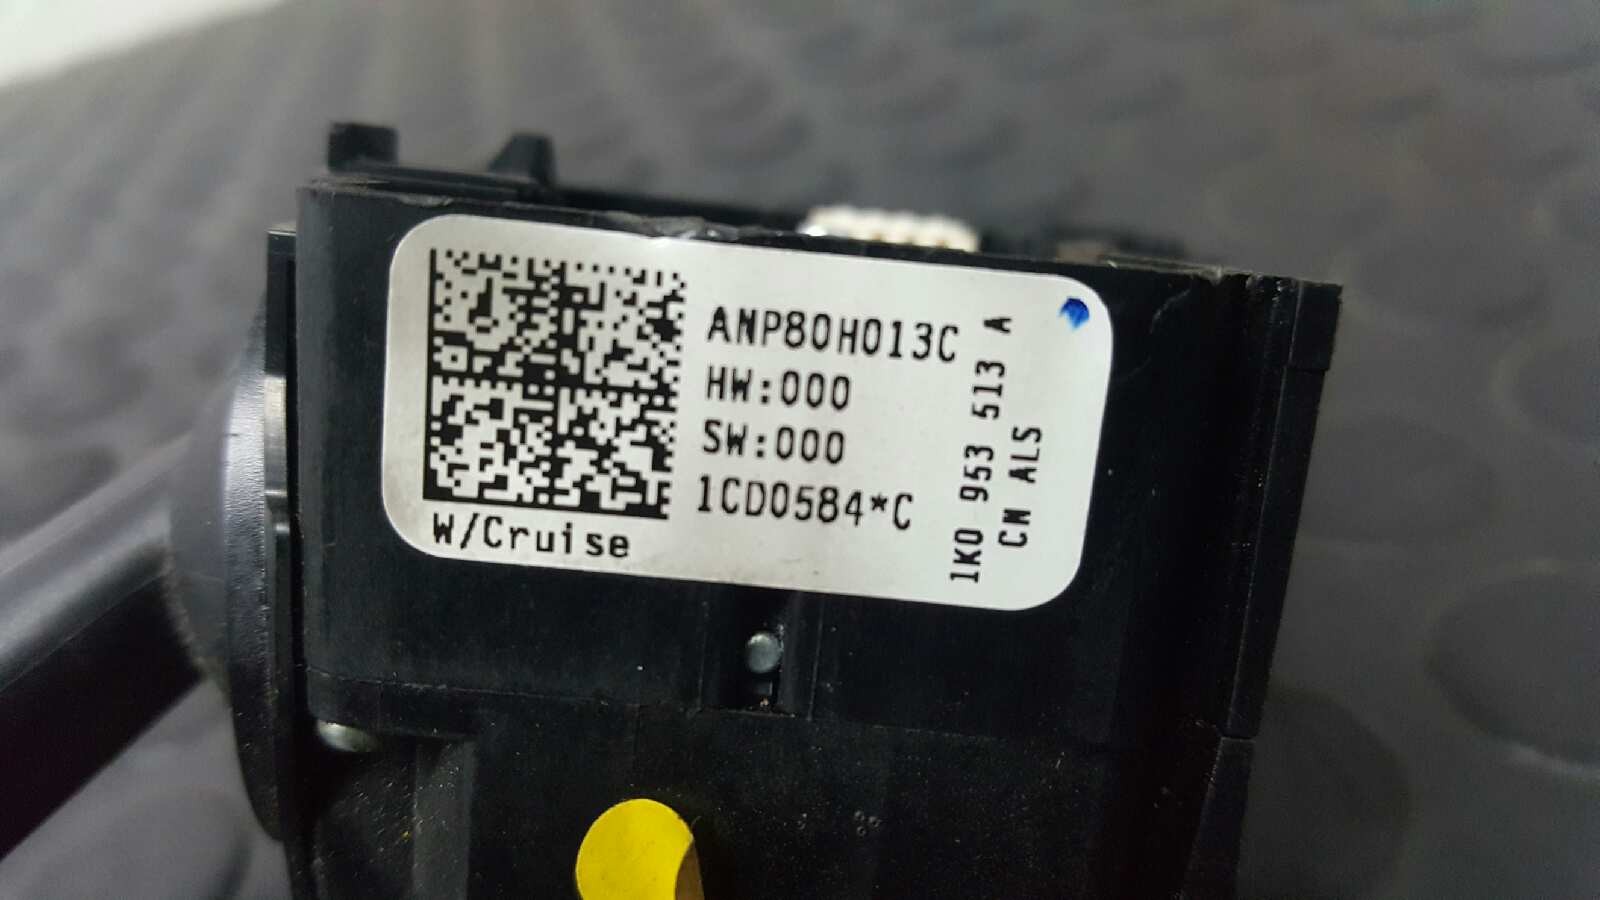 ANP80H013C
HW:000
SW:000
1CD0584*C
W/Cruise
1K0 953 513 A
CN ALS